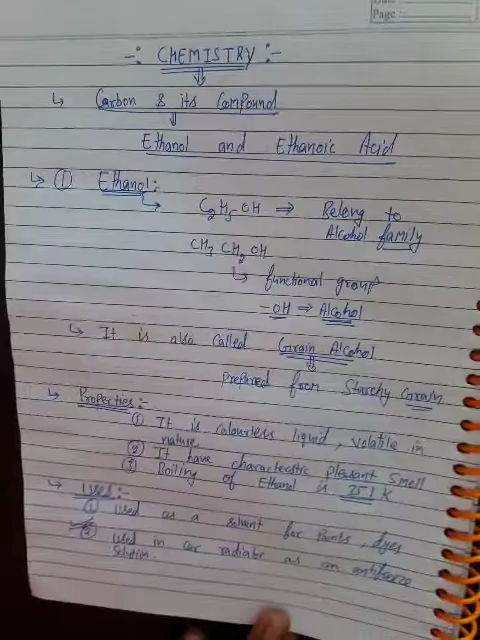 Page :
-: CHEMISTRY :-
↳ Carbon & its Compound
Ethanol and Ethanoic Acid
↳ ① Ethanol:
C2H5-OH ⇒ Belong to
Alcohol family
CH3 CH2 OH
↳ functional group
-OH ⇒ Alcohol
↳ It is also called Grain Alcohol
Prepared from Starchy Grain
↳ Properties:-
① It is colourless liquid, volatile in
nature
② It have characterestic pleasant smell
③ Boiling of Ethanol is 351 K
↳ Uses:-
① used as a solvent for Paints, dyes
② used in car radiator as an antifreeze
Solution.